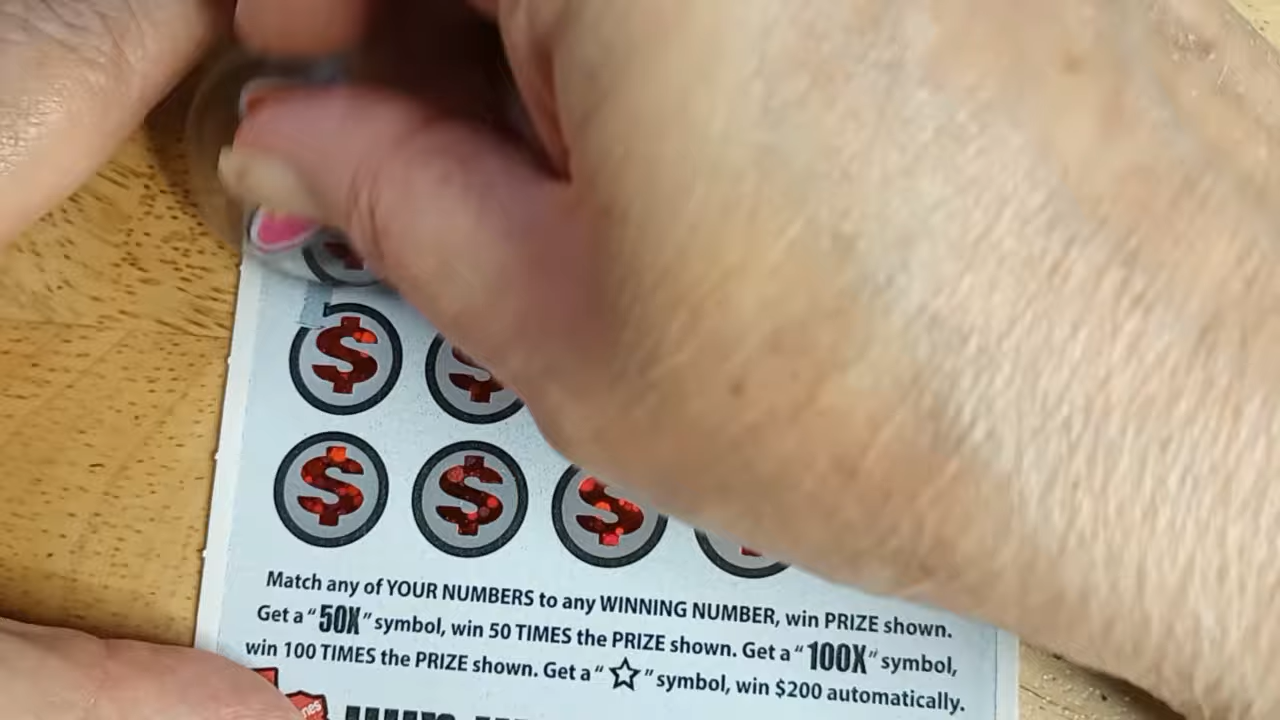 $ $
$ $ $
Match any of YOUR NUMBERS to any WINNING NUMBER, win PRIZE shown.
Get a "50X" symbol, win 50 TIMES the PRIZE shown. Get a "100X" symbol,
win 100 TIMES the PRIZE shown. Get a "☆" symbol, win $200 automatically.